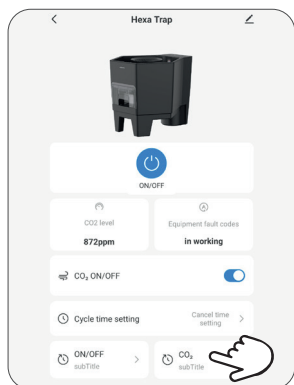 Hexa Trap
ON/OFF
CO2 level
872ppm
Equipment fault codes
in working
CO₂ ON/OFF
Cycle time setting
Cancel time
setting
ON/OFF
subTitle
CO₂
subTitle